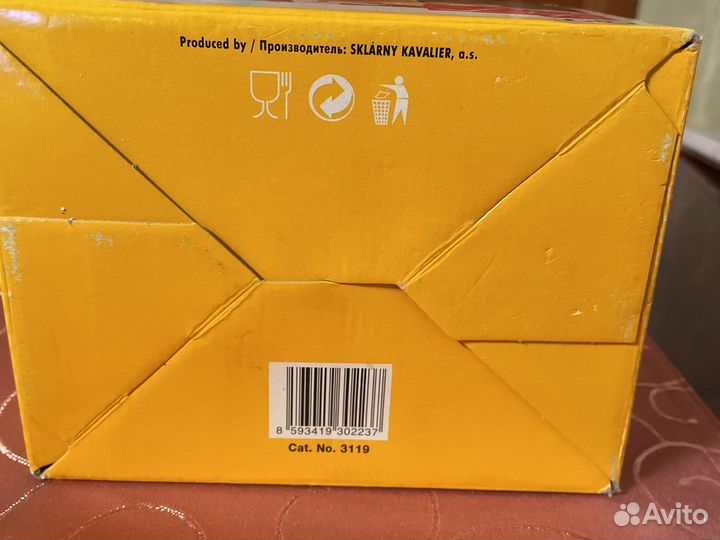 Produced by / Производитель: SKLÁRNY KAVALIER, a.s.
8 593419 302237
Cat. No. 3119
Avito